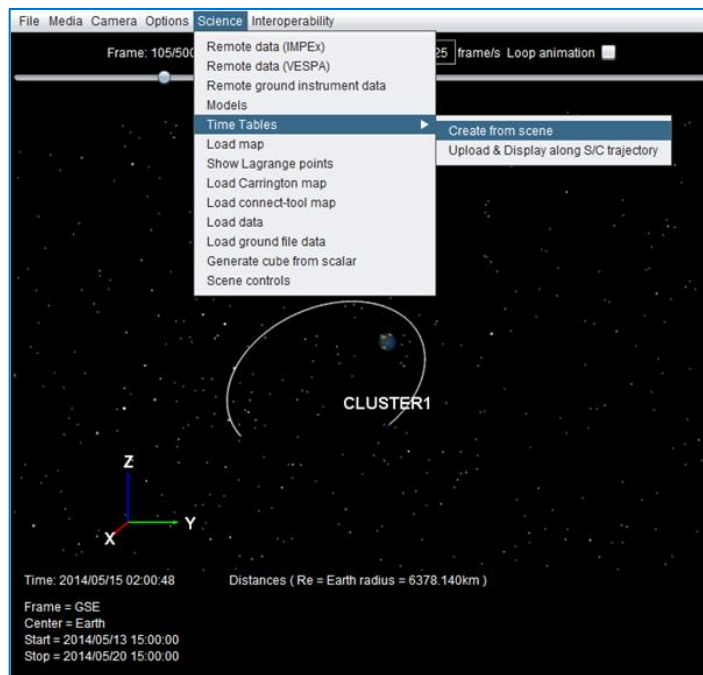 File Media Camera Options Science Interoperability
Frame: 105/500
25 frame/s Loop animation
Remote data (IMPEx)
Remote data (VESPA)
Remote ground instrument data
Models
Time Tables
Create from scene
Upload & Display along S/C trajectory
Load map
Show Lagrange points
Load Carrington map
Load connect-tool map
Load data
Load ground file data
Generate cube from scalar
Scene controls
CLUSTER1
Z
Y
X
Time: 2014/05/15 02:00:48 Distances ( Re = Earth radius = 6378.140km )
Frame = GSE
Center = Earth
Start = 2014/05/13 15:00:00
Stop = 2014/05/20 15:00:00